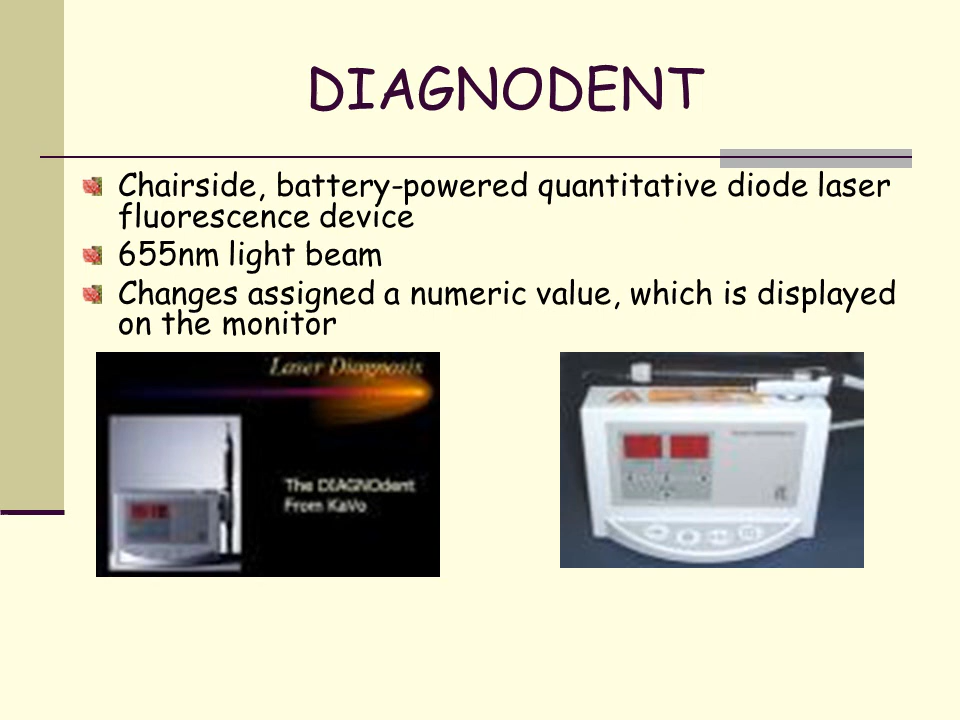 DIAGNODENT
Chairside, battery-powered quantitative diode laser
fluorescence device
655nm light beam
Changes assigned a numeric value, which is displayed
on the monitor
Laser Diagnosis
The DIAGNOdent
From KaVo